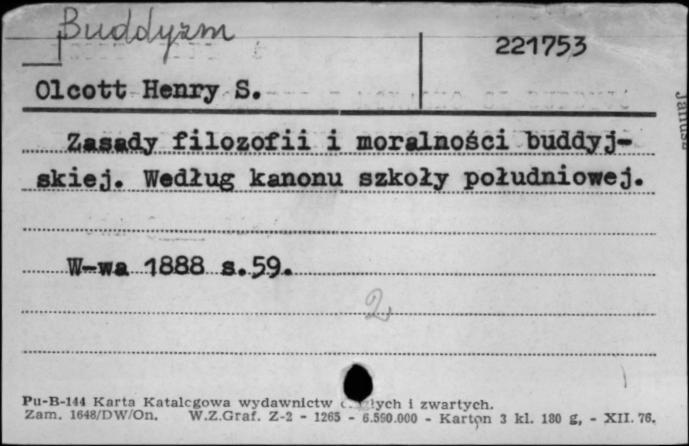 Buddyzm
221753
Olcott Henry S.
Zasady filozofii i moralności buddyj-
skiej. Według kanonu szkoły południowej.
W-wa 1888 s.59.
2
Pu-B-144 Karta Katalogowa wydawnictw i zwartych.
Zam. 1648/DW/On. W.Z.Graf. Z-2 - 1265 - 6.590.000 - Karton 3 kl. 180 g, - XII. 76.
Janusz